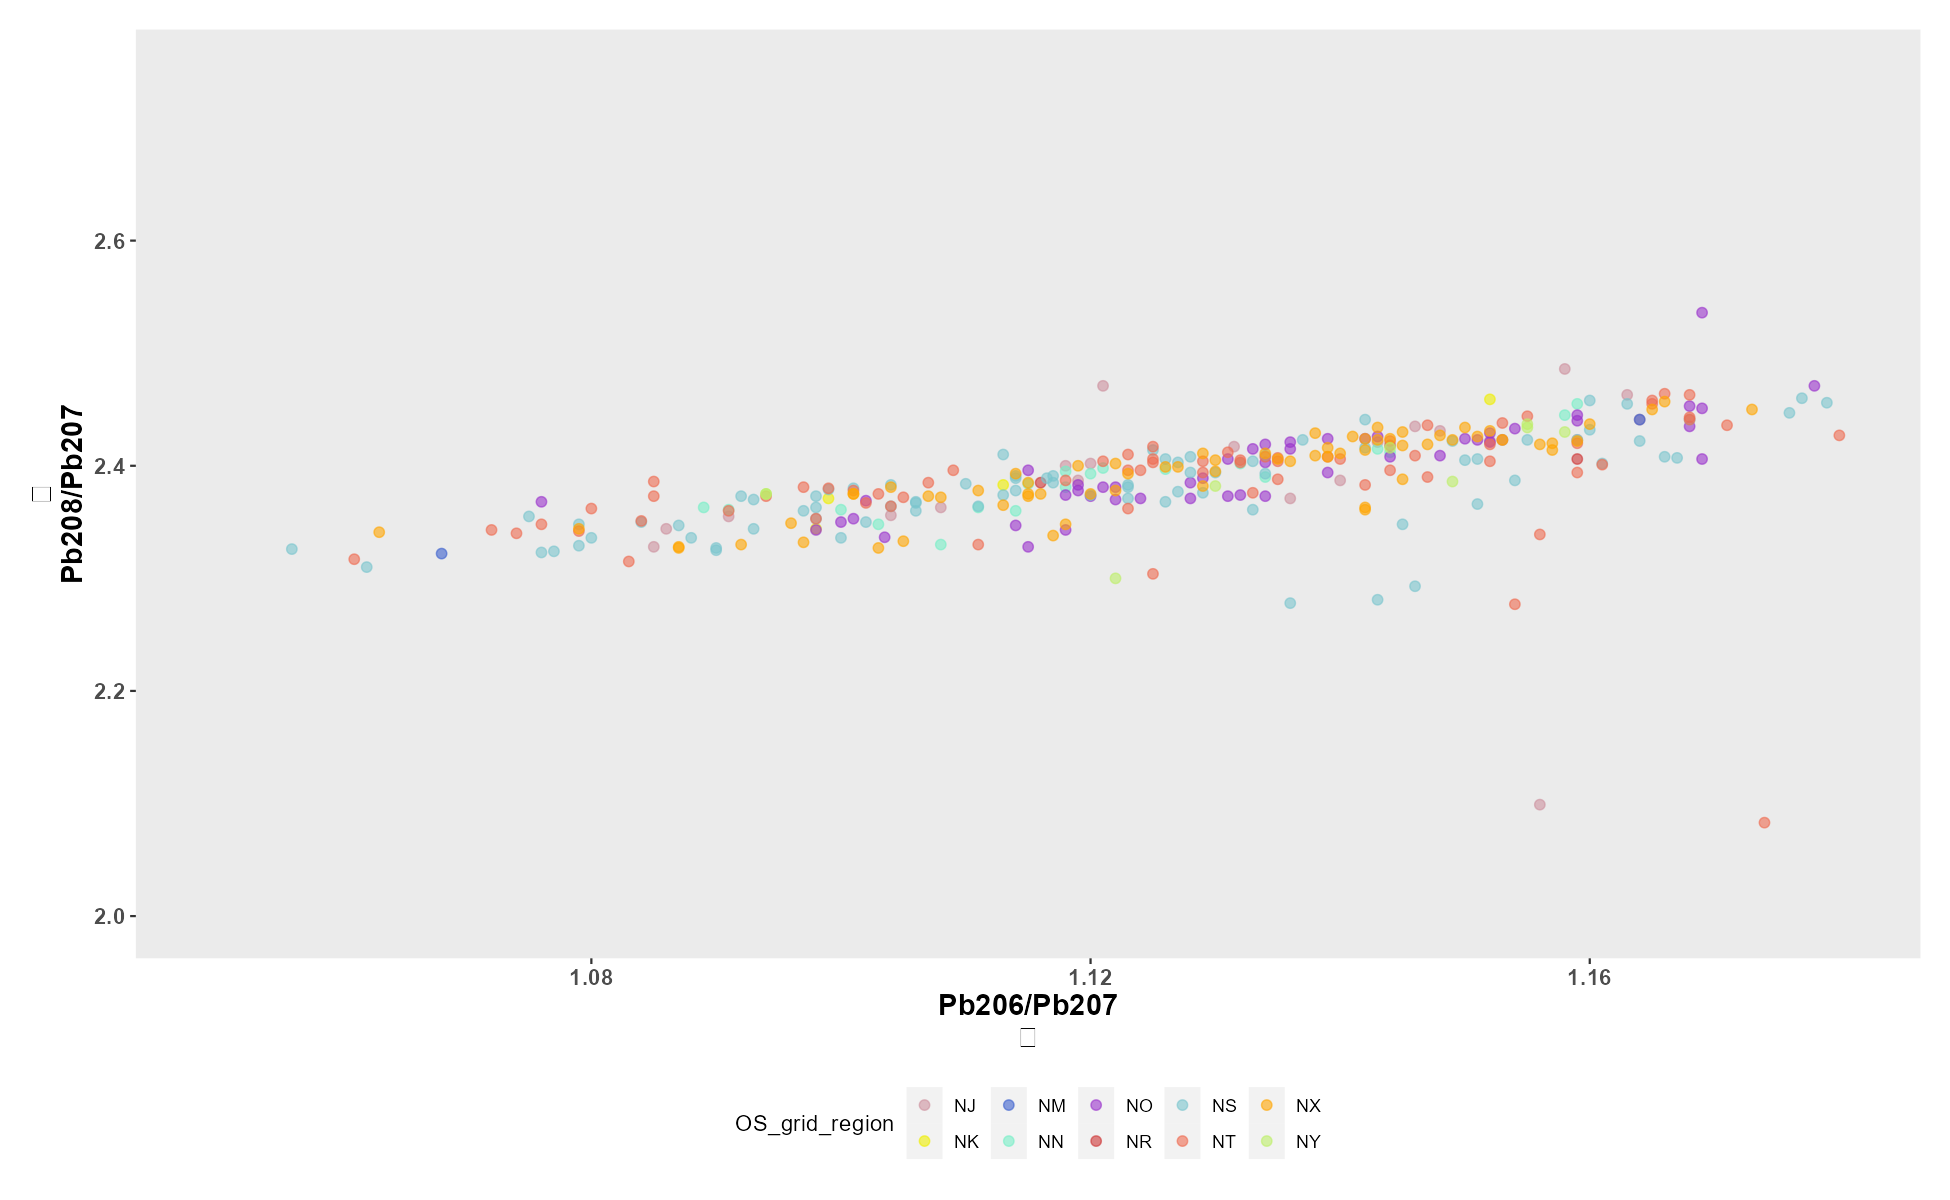 2.6
2.4
2.2
2.0
Pb208/Pb207
1.08 1.12 1.16
Pb206/Pb207
OS_grid_region
NJ NM NO NS NX
NK NN NR NT NY